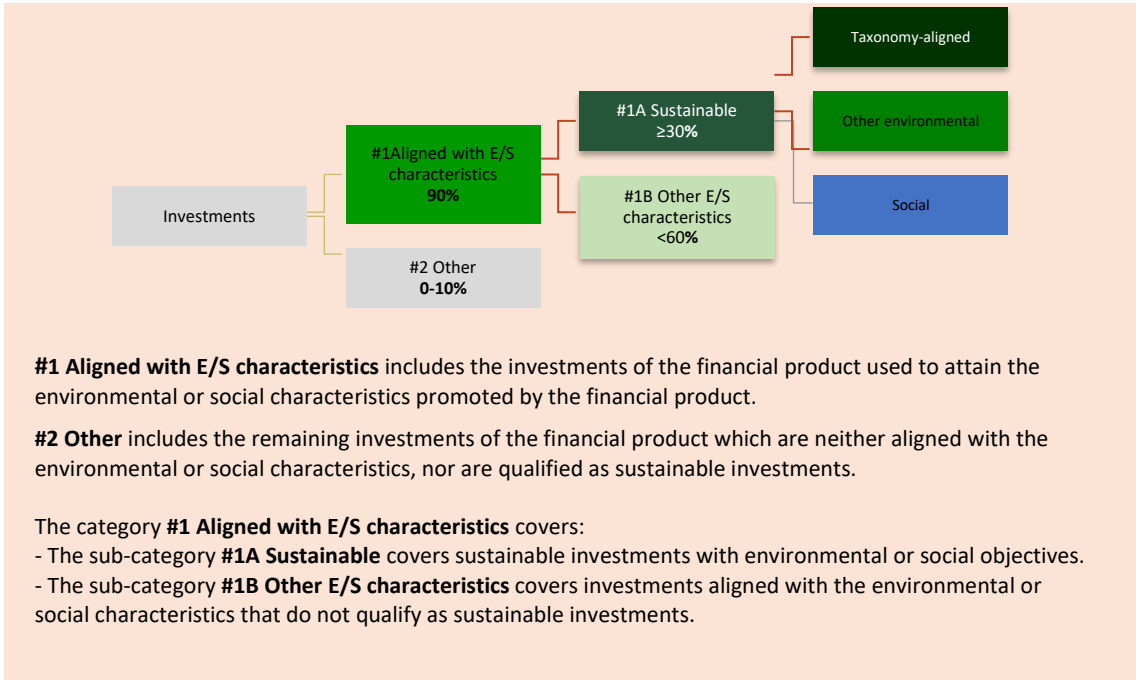 Taxonomy-aligned
#1A Sustainable
≥30%
Other environmental
#1Aligned with E/S
characteristics
90%
#1B Other E/S
characteristics
<60%
Social
Investments
#2 Other
0-10%
#1 Aligned with E/S characteristics includes the investments of the financial product used to attain the
environmental or social characteristics promoted by the financial product.
#2 Other includes the remaining investments of the financial product which are neither aligned with the
environmental or social characteristics, nor are qualified as sustainable investments.
The category #1 Aligned with E/S characteristics covers:
- The sub-category #1A Sustainable covers sustainable investments with environmental or social objectives.
- The sub-category #1B Other E/S characteristics covers investments aligned with the environmental or
social characteristics that do not qualify as sustainable investments.